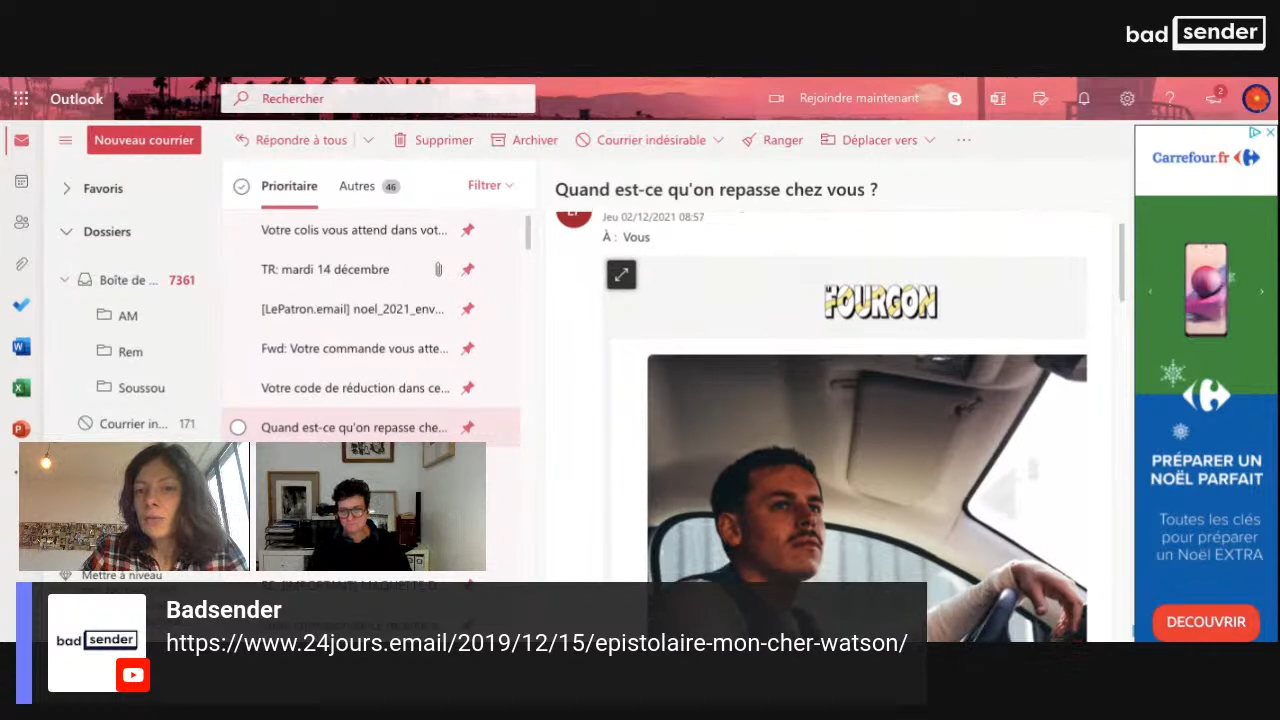 bad sender
Outlook
Rechercher
Rejoindre maintenant
2
Nouveau courrier
Répondre à tous
Supprimer
Archiver
Courrier indésirable
Ranger
Déplacer vers
Favoris
Dossiers
Boîte de ... 7361
AM
Rem
Soussou
Courrier in... 171
Mettre à niveau
Prioritaire
Autres 46
Filtrer
Votre colis vous attend dans vot...
TR: mardi 14 décembre
[LePatron.email] noel_2021_env...
Fwd: Votre commande vous atte...
Votre code de réduction dans ce...
Quand est-ce qu'on repasse che...
Quand est-ce qu'on repasse chez vous ?
Jeu 02/12/2021 08:57
À : Vous
FOURGON
Carrefour.fr
PRÉPARER UN
NOËL PARFAIT
Toutes les clés
pour préparer
un Noël EXTRA
DECOUVRIR
bad sender
Badsender
https://www.24jours.email/2019/12/15/epistolaire-mon-cher-watson/